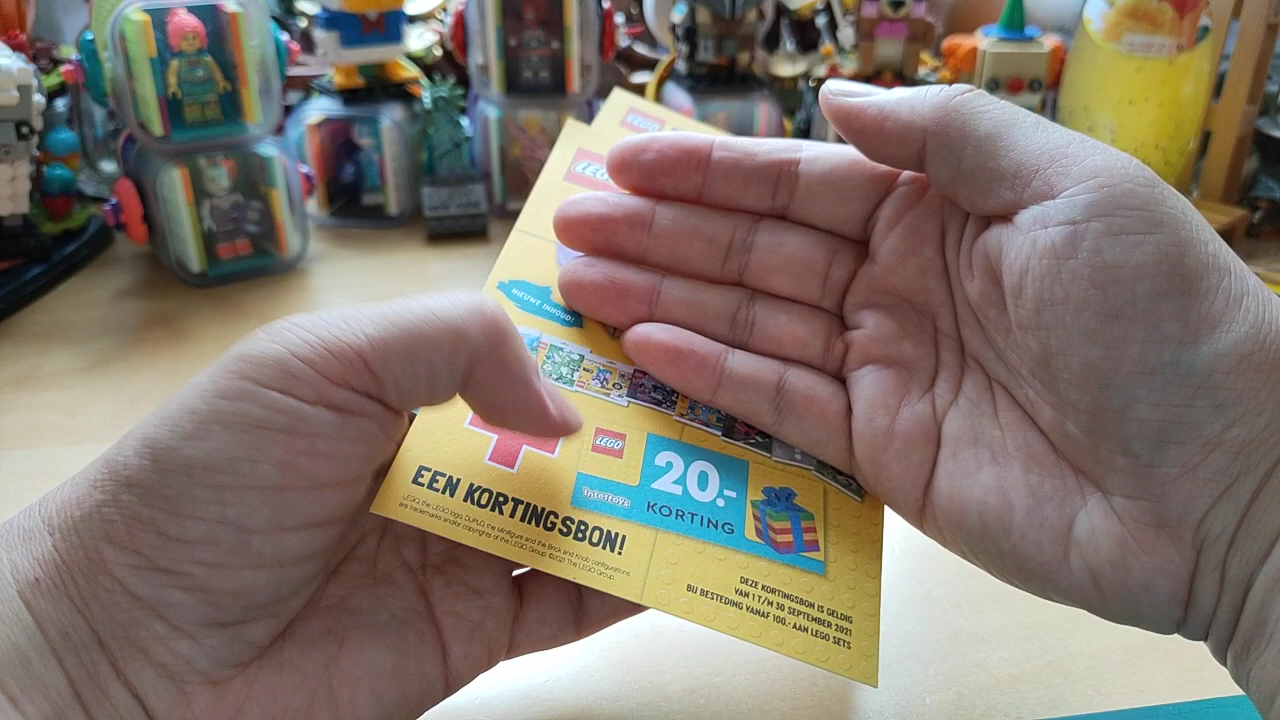 LEGO
LEGO
NIEUWE INHOUD!
LEGO
20.-
intertoys
KORTING
EEN KORTINGSBON!
LEGO, the LEGO logo, DUPLO, the Minifigure and the Brick and Knob configurations
are trademarks and/or copyrights of the LEGO Group. ©2021 The LEGO Group.
DEZE KORTINGSBON IS GELDIG
VAN 1 T/M 30 SEPTEMBER 2021
BIJ BESTEDING VANAF 100.- AAN LEGO SETS